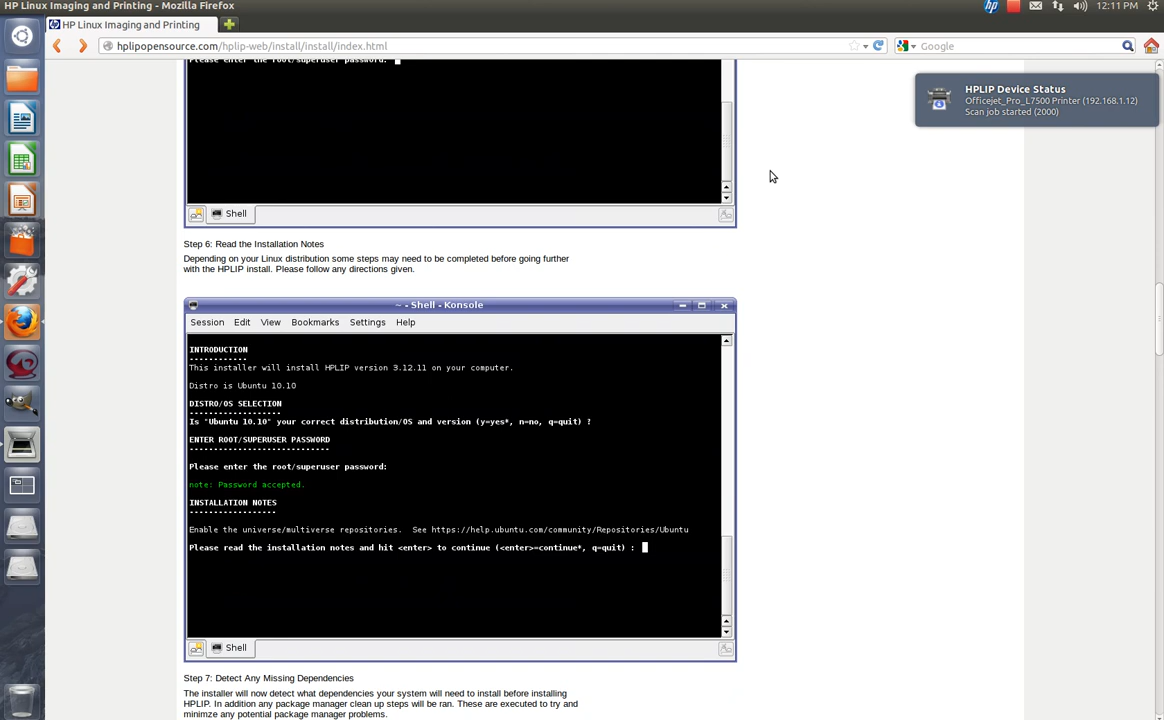 HP Linux Imaging and Printing - Mozilla Firefox
12:11 PM
HP Linux Imaging and Printing
hplipopensource.com/hplip-web/install/install/index.html
Google
HPLIP Device Status
Officejet_Pro_L7500 Printer (192.168.1.12)
Scan job started (2000)
Please enter the root/superuser password:
Shell
Step 6: Read the Installation Notes
Depending on your Linux distribution some steps may need to be completed before going further
with the HPLIP install. Please follow any directions given.
~ - Shell - Konsole
Session Edit View Bookmarks Settings Help
INTRODUCTION
------------
This installer will install HPLIP version 3.12.11 on your computer.
Distro is Ubuntu 10.10
DISTRO/OS SELECTION
-------------------
Is "Ubuntu 10.10" your correct distribution/OS and version (y=yes*, n=no, q=quit) ?
ENTER ROOT/SUPERUSER PASSWORD
-----------------------------
Please enter the root/superuser password:
note: Password accepted.
INSTALLATION NOTES
------------------
Enable the universe/multiverse repositories. See https://help.ubuntu.com/community/Repositories/Ubuntu
Please read the installation notes and hit <enter> to continue (<enter>=continue*, q=quit) :
Shell
Step 7: Detect Any Missing Dependencies
The installer will now detect what dependencies your system will need to install before installing
HPLIP. In addition any package manager clean up steps will be ran. These are executed to try and
minimze any potential package manager problems.